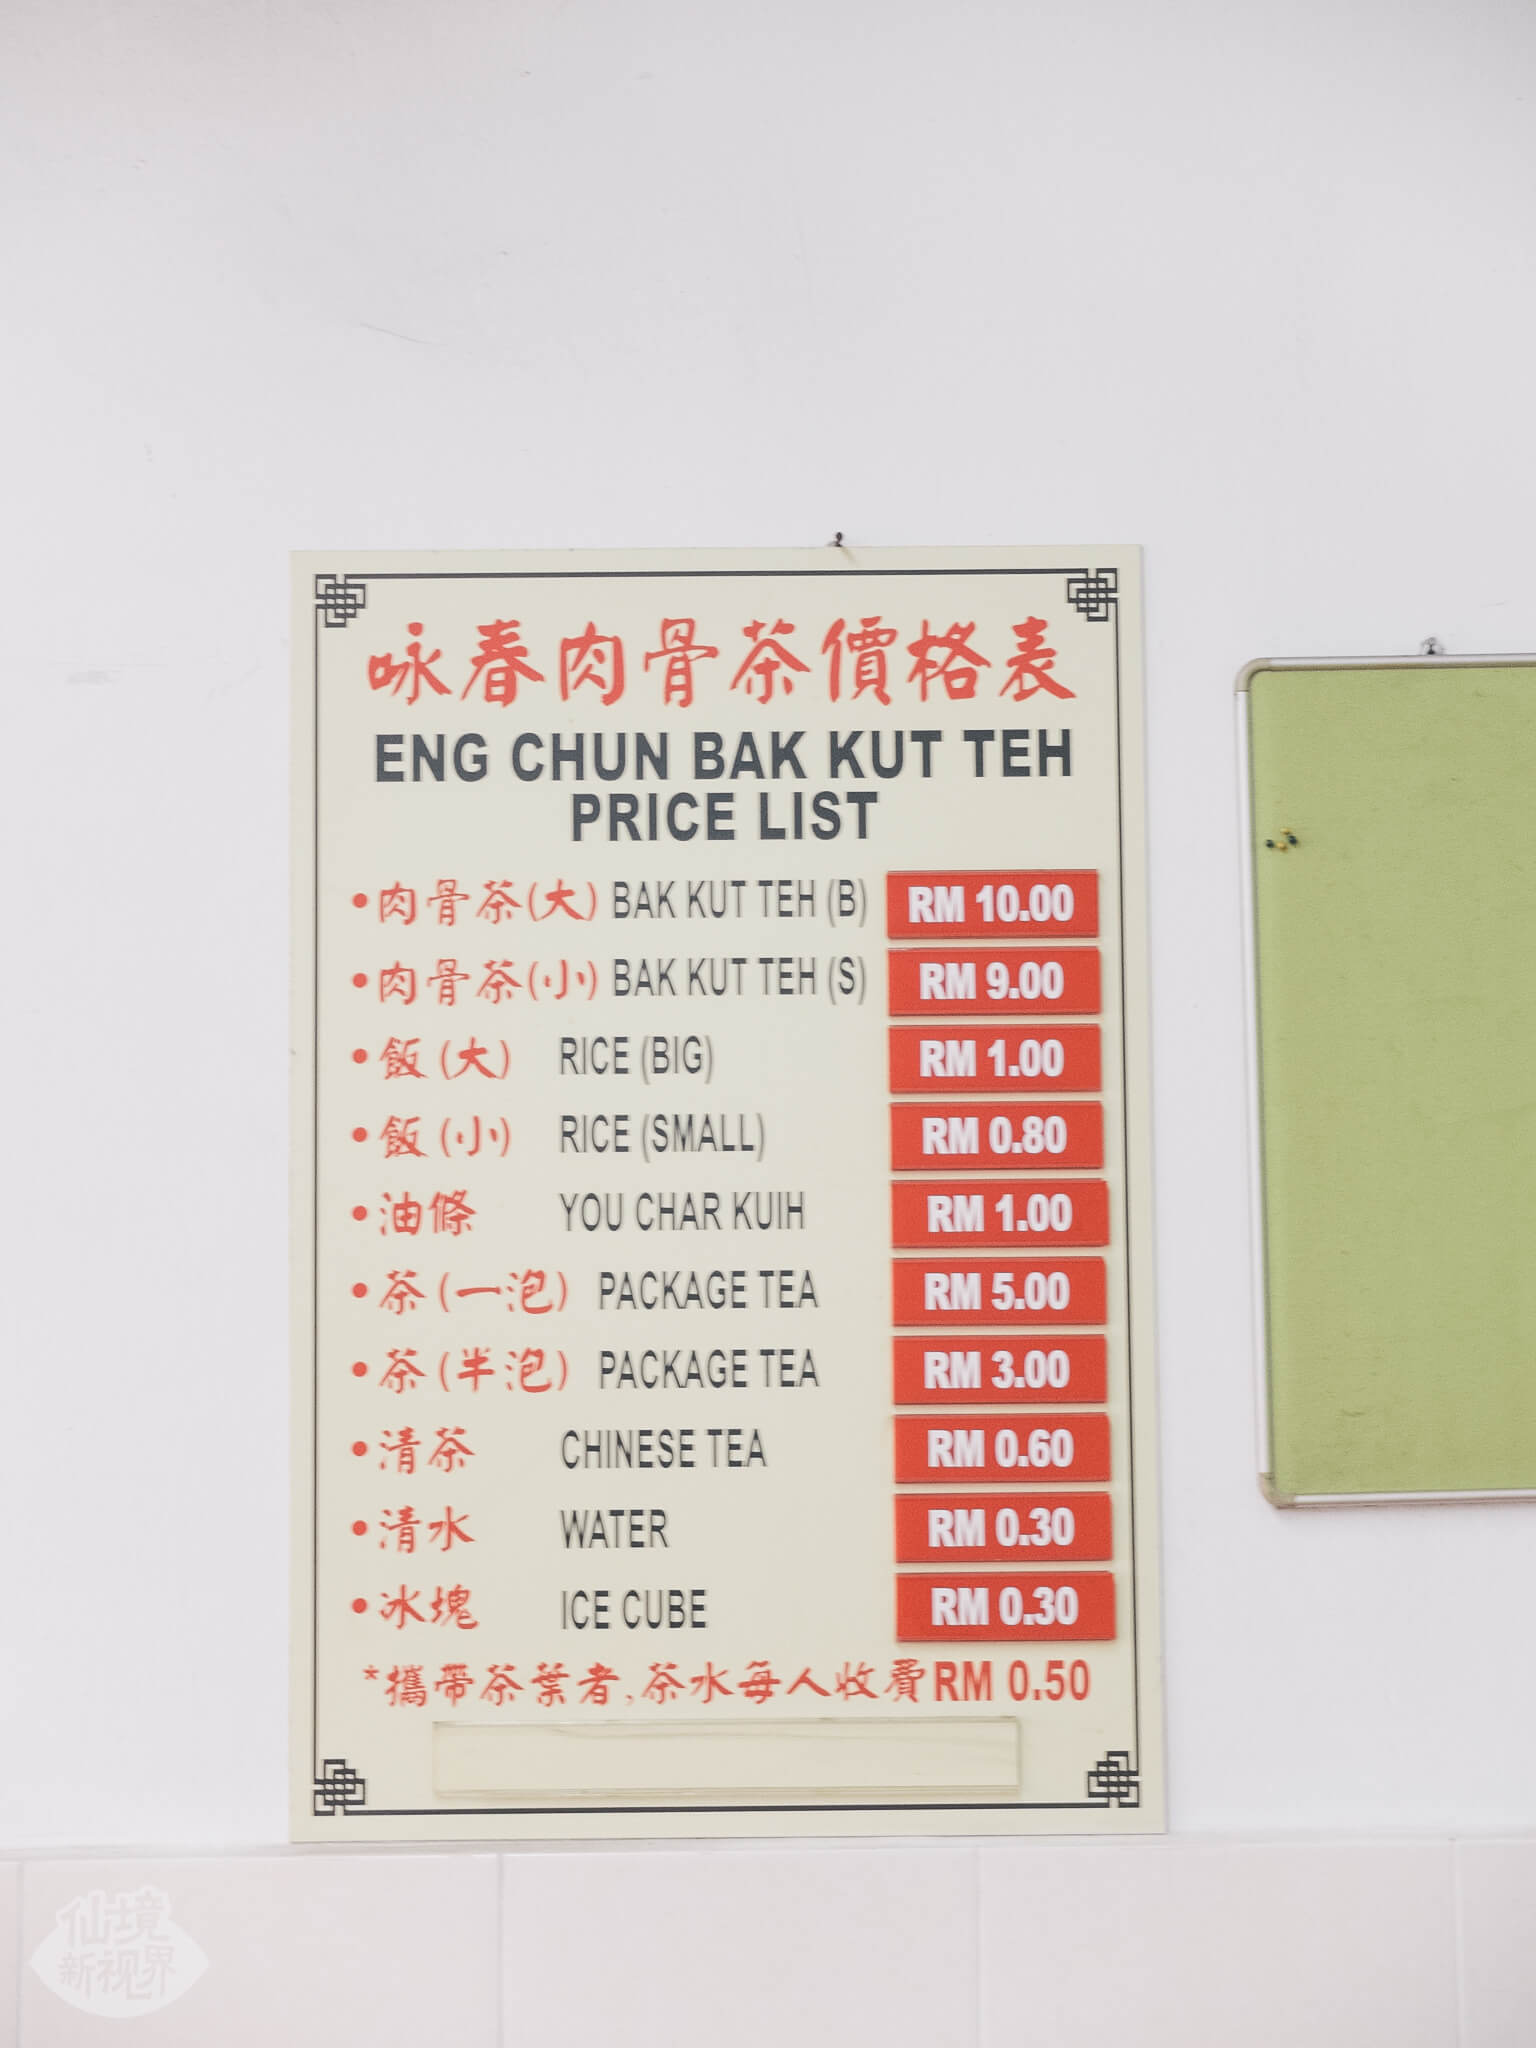 咏春肉骨茶價格表
ENG CHUN BAK KUT TEH
PRICE LIST
•肉骨茶(大) BAK KUT TEH (B) RM 10.00
•肉骨茶(小) BAK KUT TEH (S) RM 9.00
•飯(大) RICE (BIG) RM 1.00
•飯(小) RICE (SMALL) RM 0.80
•油條 YOU CHAR KUIH RM 1.00
•茶(一泡) PACKAGE TEA RM 5.00
•茶(半泡) PACKAGE TEA RM 3.00
•清茶 CHINESE TEA RM 0.60
•清水 WATER RM 0.30
•冰塊 ICE CUBE RM 0.30
*攜帶茶葉者,茶水每人收費RM 0.50
仙境
新视界